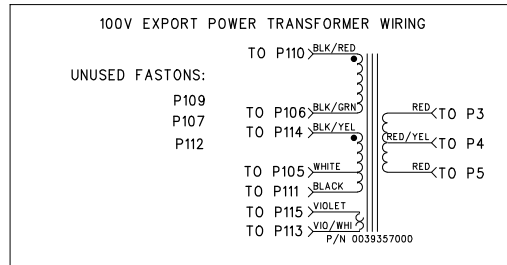 100V EXPORT POWER TRANSFORMER WIRING
TO P110 BLK/RED
UNUSED FASTONS:
P109
P107
P112
TO P106 BLK/GRN
TO P114 BLK/YEL
TO P105 WHITE
TO P111 BLACK
TO P115 VIOLET
TO P113 VIO/WHI
RED TO P3
RED/YEL TO P4
RED TO P5
P/N 0039357000